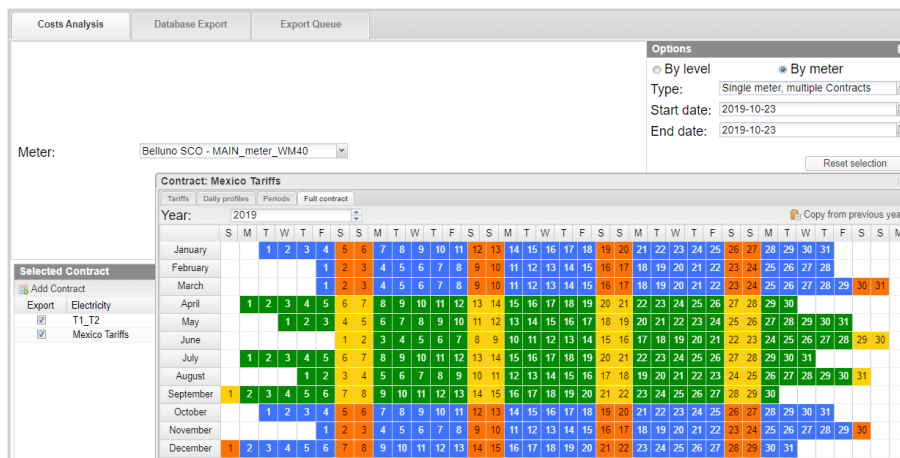 Costs Analysis
Database Export
Export Queue
Options
By level
By meter
Type:
Single meter, multiple Contracts
Start date:
2019-10-23
End date:
2019-10-23
Reset selection
Meter:
Belluno SCO - MAIN_meter_WM40
Contract: Mexico Tariffs
Tariffs
Daily profiles
Periods
Full contract
Year:
2019
Copy from previous yea
S M T W T F S S M T W T F S S M T W T F S S M T W T F S S M T W T F S S M
January 1 2 3 4 5 6 7 8 9 10 11 12 13 14 15 16 17 18 19 20 21 22 23 24 25 26 27 28 29 30 31
February 1 2 3 4 5 6 7 8 9 10 11 12 13 14 15 16 17 18 19 20 21 22 23 24 25 26 27 28
March 1 2 3 4 5 6 7 8 9 10 11 12 13 14 15 16 17 18 19 20 21 22 23 24 25 26 27 28 29 30 31
April 1 2 3 4 5 6 7 8 9 10 11 12 13 14 15 16 17 18 19 20 21 22 23 24 25 26 27 28 29 30
May 1 2 3 4 5 6 7 8 9 10 11 12 13 14 15 16 17 18 19 20 21 22 23 24 25 26 27 28 29 30 31
June 1 2 3 4 5 6 7 8 9 10 11 12 13 14 15 16 17 18 19 20 21 22 23 24 25 26 27 28 29 30
July 1 2 3 4 5 6 7 8 9 10 11 12 13 14 15 16 17 18 19 20 21 22 23 24 25 26 27 28 29 30 31
August 1 2 3 4 5 6 7 8 9 10 11 12 13 14 15 16 17 18 19 20 21 22 23 24 25 26 27 28 29 30 31
September 1 2 3 4 5 6 7 8 9 10 11 12 13 14 15 16 17 18 19 20 21 22 23 24 25 26 27 28 29 30
October 1 2 3 4 5 6 7 8 9 10 11 12 13 14 15 16 17 18 19 20 21 22 23 24 25 26 27 28 29 30 31
November 1 2 3 4 5 6 7 8 9 10 11 12 13 14 15 16 17 18 19 20 21 22 23 24 25 26 27 28 29 30
December 1 2 3 4 5 6 7 8 9 10 11 12 13 14 15 16 17 18 19 20 21 22 23 24 25 26 27 28 29 30 31
Selected Contract
Add Contract
Export Electricity
T1_T2
Mexico Tariffs